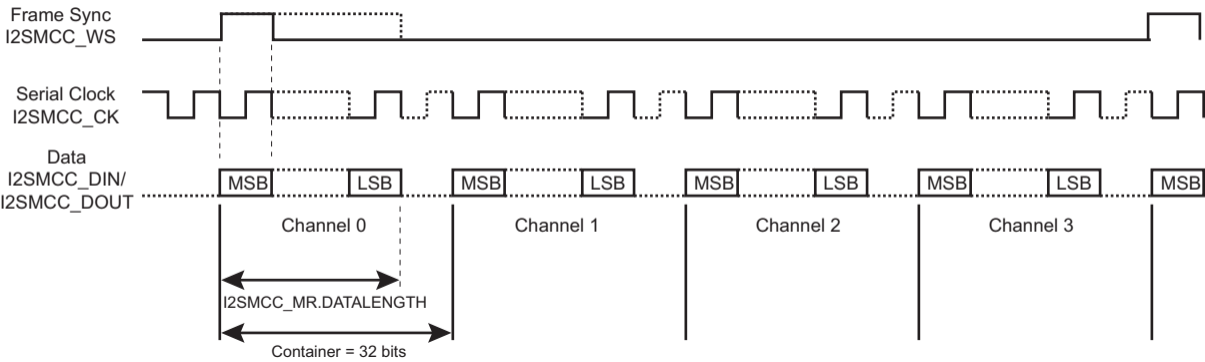 Frame Sync
I2SMCC_WS
Serial Clock
I2SMCC_CK
Data
I2SMCC_DIN/
I2SMCC_DOUT
MSB LSB MSB LSB MSB LSB MSB LSB MSB
Channel 0 Channel 1 Channel 2 Channel 3
I2SMCC_MR.DATALENGTH
Container = 32 bits